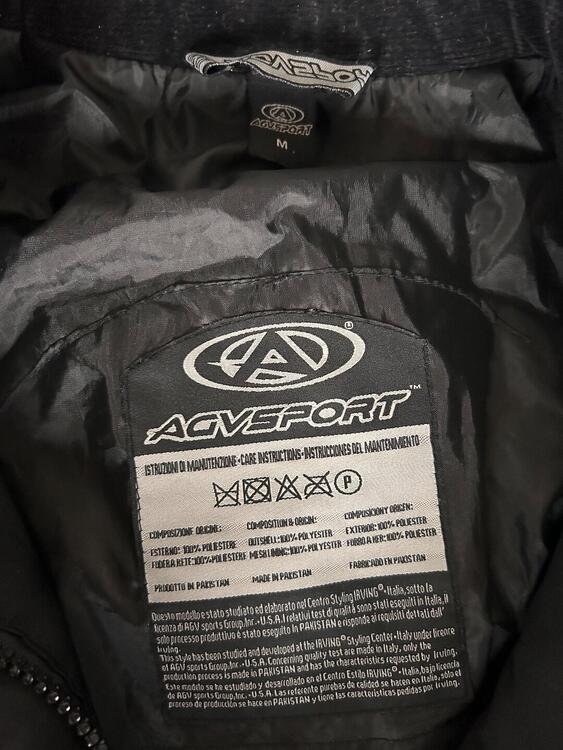 AGVSPORT
AGVSPORT
M
AGVSPORT™
ISTRUZIONI DI MANUTENZIONE•CARE INSTRUCTIONS•INSTRUCCIONES DEL MANTENIMIENTO
P
COMPOSIZIONE ORIGINE: COMPOSITION & ORIGIN: COMPOSICION Y ORIGEN:
ESTERNO: 100% POLIESTERE OUTSHELL: 100% POLYESTER EXTERIOR: 100% POLIESTER
FODERA RETE: 100% POLIESTERE MESH LINING: 100% POLYESTER FORRO A RED: 100% POLIESTER
PRODOTTO IN PAKISTAN MADE IN PAKISTAN FABRICADO EN PAKISTAN
Questo modello è stato studiato ed elaborato nel Centro Styling IRVING®-Italia, sotto la
licenza di AGV sports Group,Inc.-U.S.A. I relativi test di qualità sono stati eseguiti in Italia, il
solo processo produttivo è stato eseguito in PAKISTAN e risponde ai requisiti dettati dall'
Irving.
This style has been studied and developed at the IRVING® Styling Center-Italy under licence
of AGV sports Group,Inc.-U.S.A. Concerning quality test are made in Italy, only the
production process is made in PAKISTAN and has the characteristics requested by Irving.
Este modelo se he estudiado y desarrollado en el Centro Estilo IRVING®-Italia, bajo licencia
de AGV sports Group,Inc.-U.S.A. Las referente puebas de calidad se hacen en Italia, solo el
proceso de producción se hace en PAKISTAN y tiene las características pedidas por Irving.